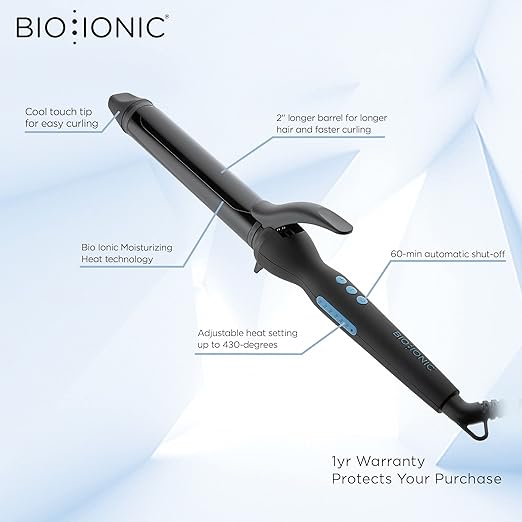 BIO IONIC®
Cool touch tip
for easy curling
2" longer barrel for longer
hair and faster curling
Bio Ionic Moisturizing
Heat technology
60-min automatic shut-off
Adjustable heat setting
up to 430-degrees
BIO IONIC
1yr Warranty
Protects Your Purchase